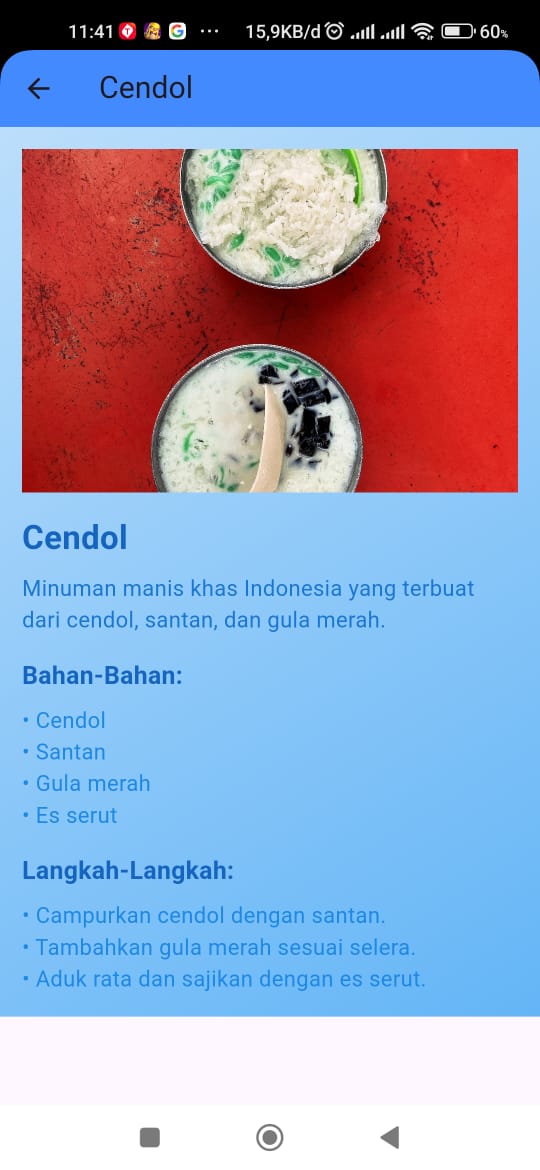 11:41 ... 15,9KB/d 60%
Cendol
Cendol
Minuman manis khas Indonesia yang terbuat
dari cendol, santan, dan gula merah.
Bahan-Bahan:
• Cendol
• Santan
• Gula merah
• Es serut
Langkah-Langkah:
• Campurkan cendol dengan santan.
• Tambahkan gula merah sesuai selera.
• Aduk rata dan sajikan dengan es serut.